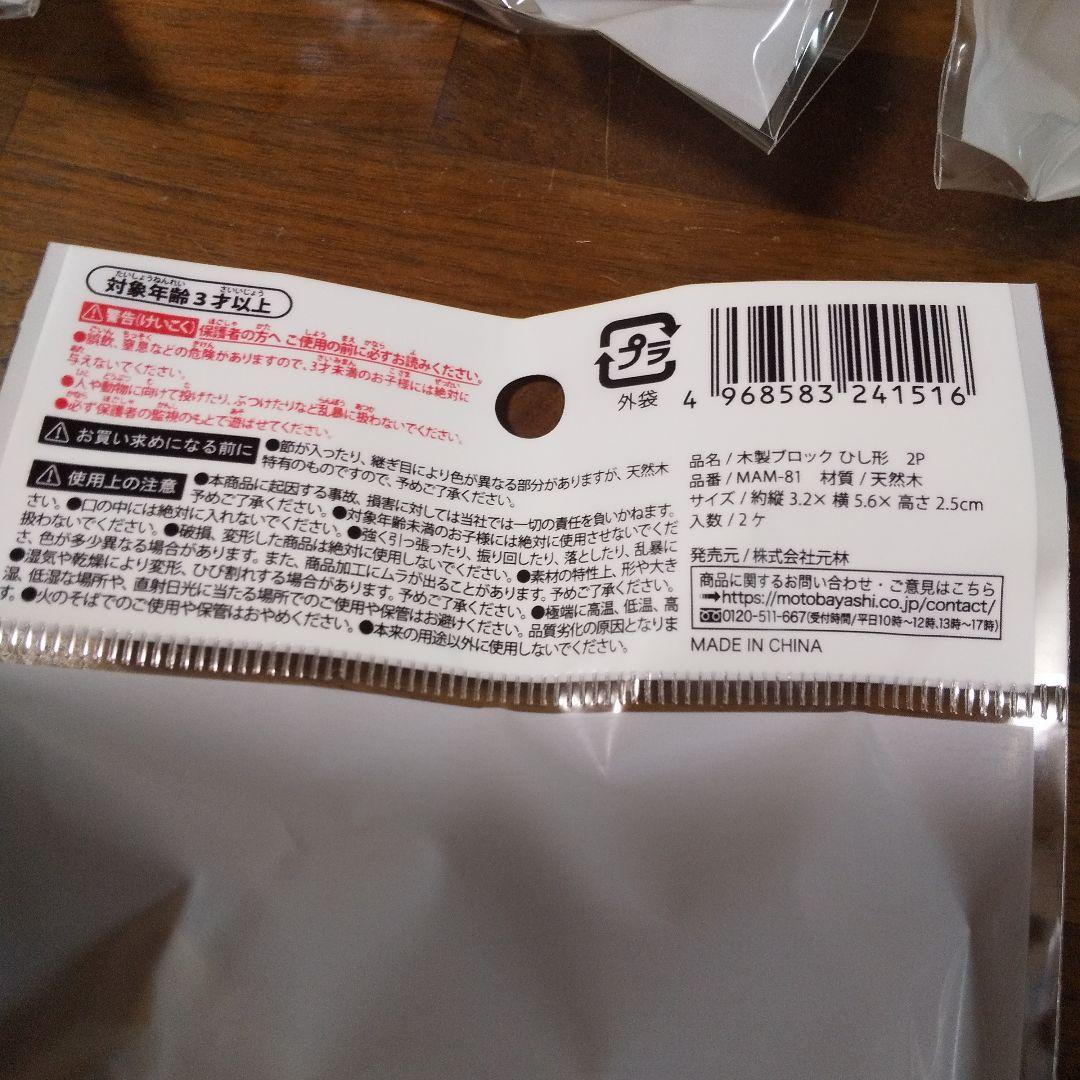 たいしょうねんれい さいいじょう
対象年齢3才以上
⚠警告(けいこく) 保護者の方へ ご使用の前に必ずお読みください。
●誤飲、窒息などの危険がありますので、3才未満のお子様には絶対に
与えないでください。
●人や動物に向けて投げたり、ぶつけたりなど乱暴に扱わないでください。
●必ず保護者の監視のもとで遊ばせてください。
⚠お買い求めになる前に ●節が入ったり、継ぎ目により色が異なる部分がありますが、天然木
特有のものですので、予めご了承ください。
⚠使用上の注意 ●本商品に起因する事故、損害に対しては当社では一切の責任を負いかねます。
予めご了承ください。●対象年齢未満のお子様には絶対に使用させないでくだ
さい。●口の中には絶対に入れないでください。●強く引っ張ったり、振り回したり、落としたり、乱暴に
扱わないでください。●破損、変形した商品は絶対に使用しないでください。●素材の特性上、形や大き
さ、色が多少異なる場合があります。また、商品加工にムラが出ることがあります。予めご了承ください。
●湿気や乾燥により変形、ひび割れする場合があります。予めご了承ください。●極端に高温、低温、高
湿、低湿な場所や、直射日光に当たる場所でのご使用や保管はお避けください。品質劣化の原因となりま
す。●火のそばでのご使用や保管はおやめください。●本来の用途以外に使用しないでください。
プラ
外袋
4 968583 241516
品名/木製ブロック ひし形 2P
品番/MAM-81 材質/天然木
サイズ/約縦3.2×横5.6×高さ2.5cm
入数/2ケ
発売元/株式会社元林
商品に関するお問い合わせ・ご意見はこちら
➡https://motobayashi.co.jp/contact/
0120-511-667(受付時間/平日10時〜12時,13時〜17時)
MADE IN CHINA